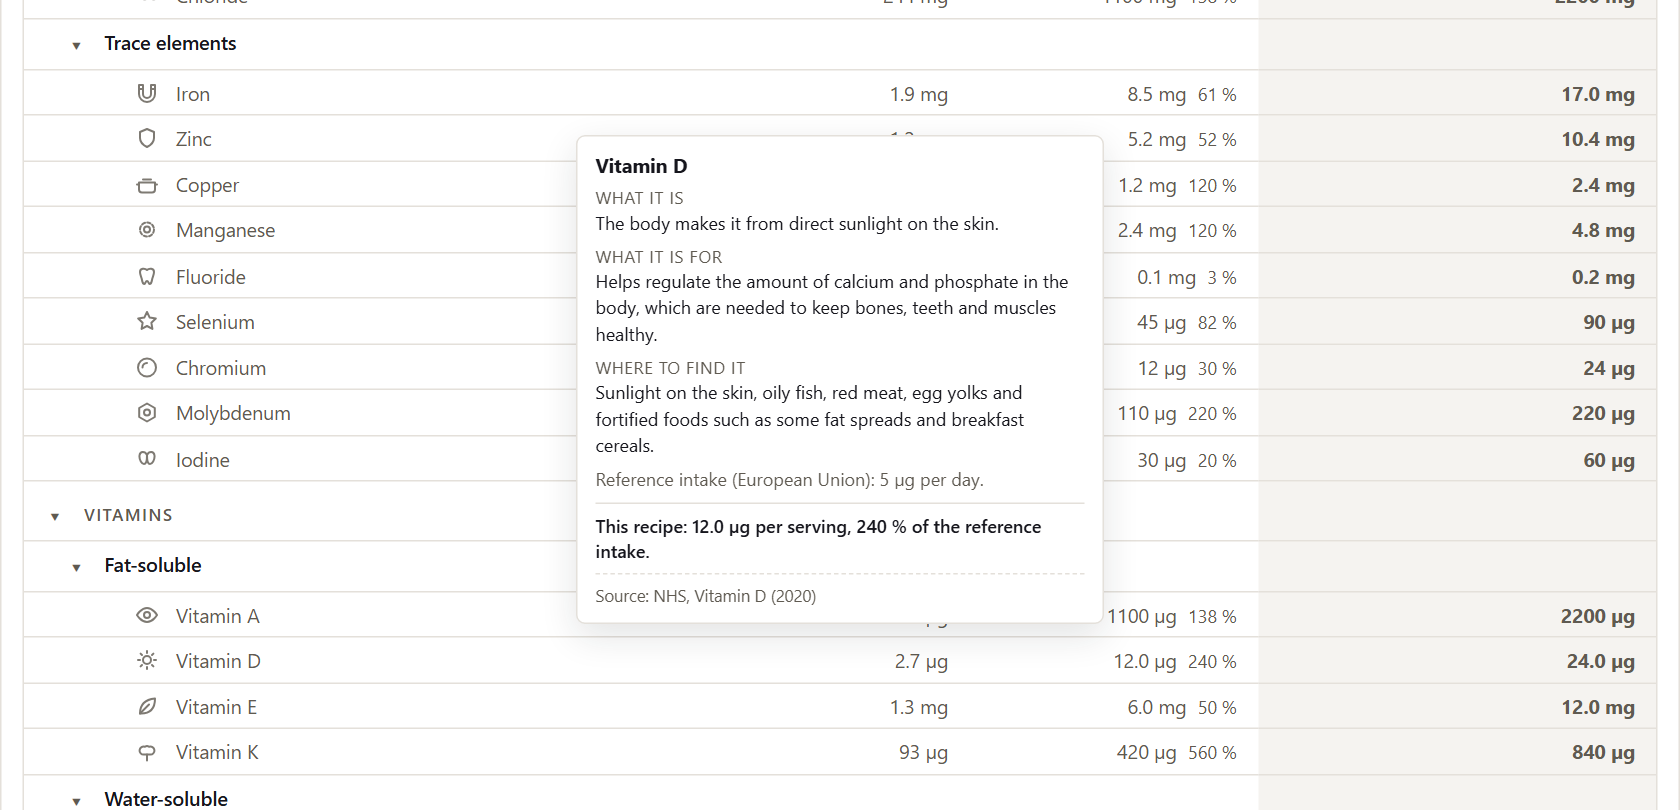 Trace elements
Iron 1.9 mg 8.5 mg 61 % 17.0 mg
Zinc 5.2 mg 52 % 10.4 mg
Copper 1.2 mg 120 % 2.4 mg
Manganese 2.4 mg 120 % 4.8 mg
Fluoride 0.1 mg 3 % 0.2 mg
Selenium 45 µg 82 % 90 µg
Chromium 12 µg 30 % 24 µg
Molybdenum 110 µg 220 % 220 µg
Iodine 30 µg 20 % 60 µg
VITAMINS
Fat-soluble
Vitamin A 1100 µg 138 % 2200 µg
Vitamin D 2.7 µg 12.0 µg 240 % 24.0 µg
Vitamin E 1.3 mg 6.0 mg 50 % 12.0 mg
Vitamin K 93 µg 420 µg 560 % 840 µg
Water-soluble
Vitamin D
WHAT IT IS
The body makes it from direct sunlight on the skin.
WHAT IT IS FOR
Helps regulate the amount of calcium and phosphate in the
body, which are needed to keep bones, teeth and muscles
healthy.
WHERE TO FIND IT
Sunlight on the skin, oily fish, red meat, egg yolks and
fortified foods such as some fat spreads and breakfast
cereals.
Reference intake (European Union): 5 µg per day.
This recipe: 12.0 µg per serving, 240 % of the reference
intake.
Source: NHS, Vitamin D (2020)